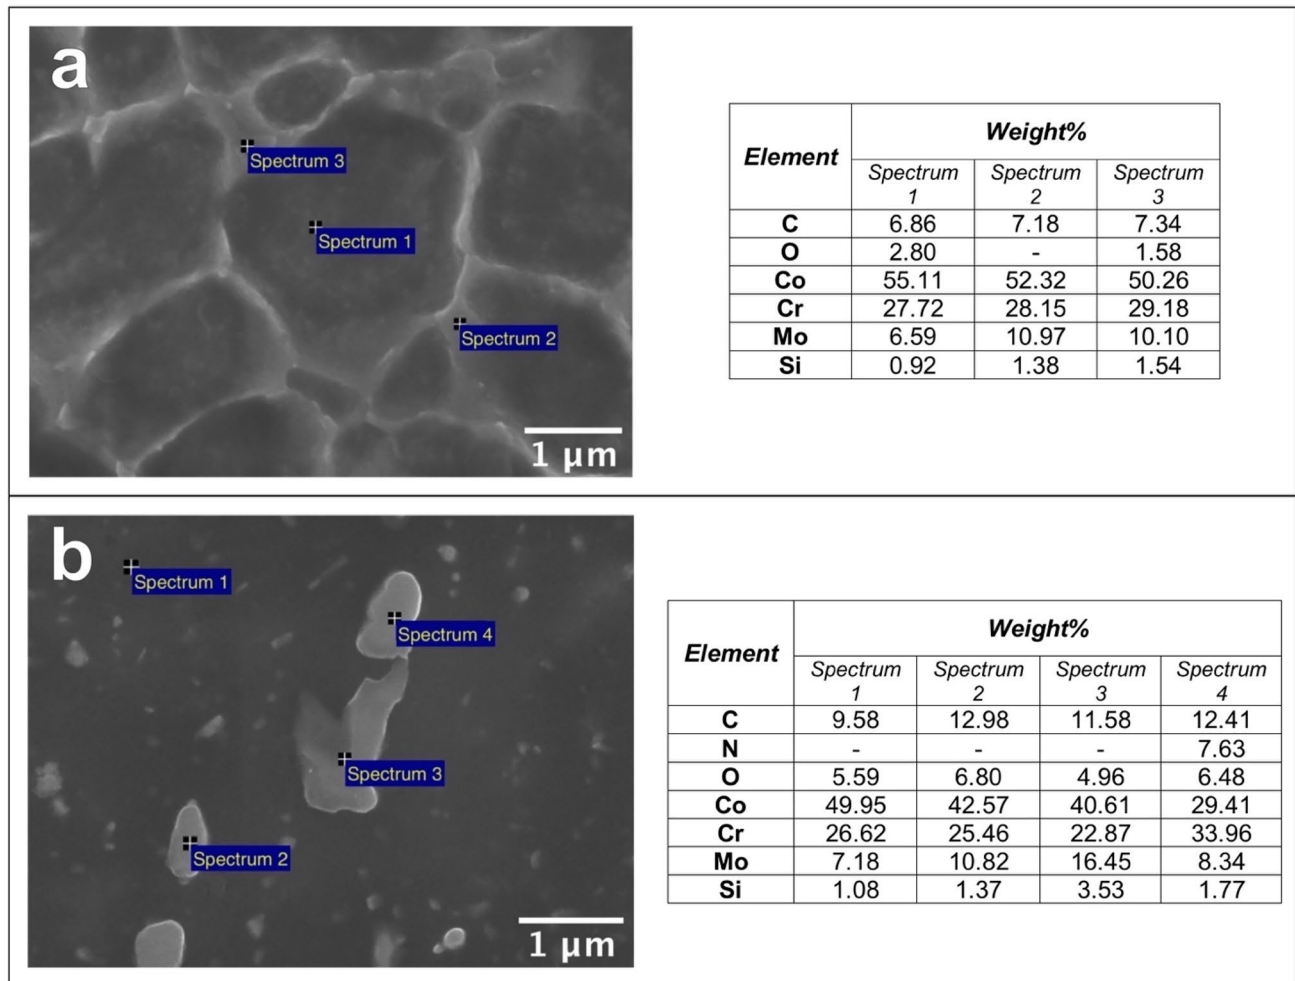 a
Spectrum 3
Spectrum 1
Spectrum 2
1 μm
Element Weight%
Spectrum 1 Spectrum 2 Spectrum 3
C 6.86 7.18 7.34
O 2.80 - 1.58
Co 55.11 52.32 50.26
Cr 27.72 28.15 29.18
Mo 6.59 10.97 10.10
Si 0.92 1.38 1.54
b
Spectrum 1
Spectrum 4
Spectrum 3
Spectrum 2
1 μm
Element Weight%
Spectrum 1 Spectrum 2 Spectrum 3 Spectrum 4
C 9.58 12.98 11.58 12.41
N - - - 7.63
O 5.59 6.80 4.96 6.48
Co 49.95 42.57 40.61 29.41
Cr 26.62 25.46 22.87 33.96
Mo 7.18 10.82 16.45 8.34
Si 1.08 1.37 3.53 1.77